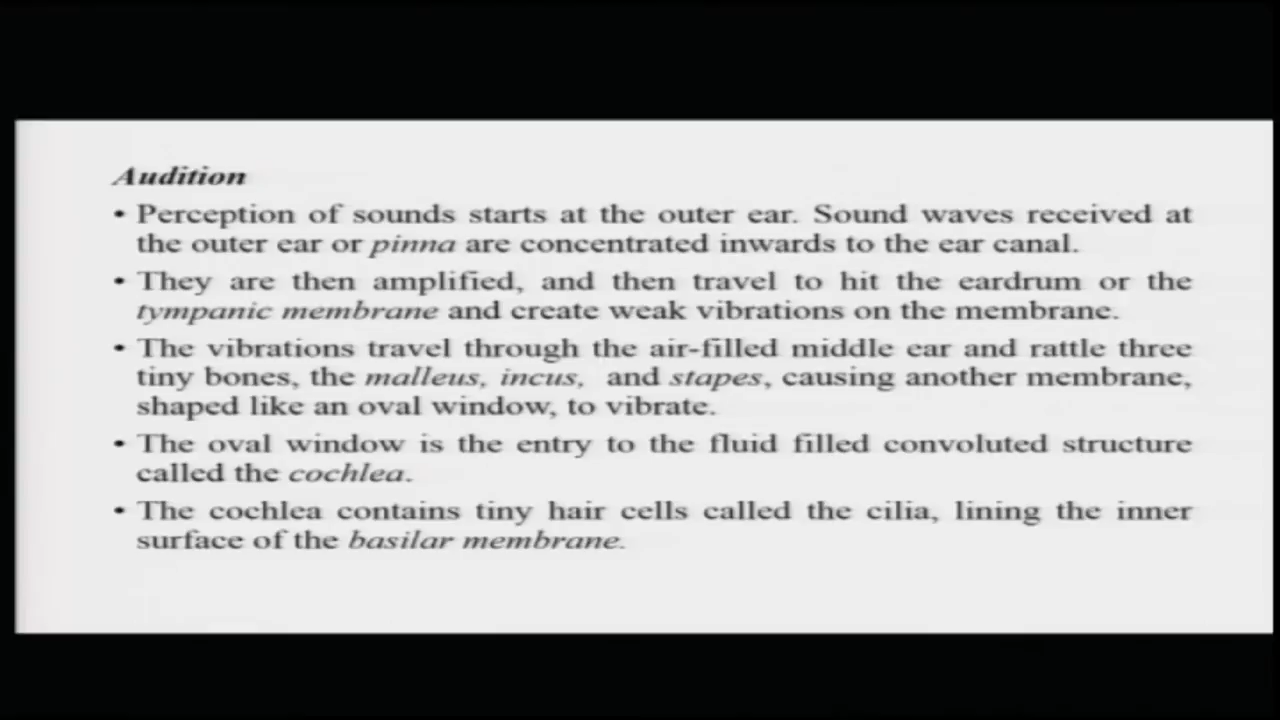 Audition
• Perception of sounds starts at the outer ear. Sound waves received at
the outer ear or pinna are concentrated inwards to the ear canal.
• They are then amplified, and then travel to hit the eardrum or the
tympanic membrane and create weak vibrations on the membrane.
• The vibrations travel through the air-filled middle ear and rattle three
tiny bones, the malleus, incus, and stapes, causing another membrane,
shaped like an oval window, to vibrate.
• The oval window is the entry to the fluid filled convoluted structure
called the cochlea.
• The cochlea contains tiny hair cells called the cilia, lining the inner
surface of the basilar membrane.